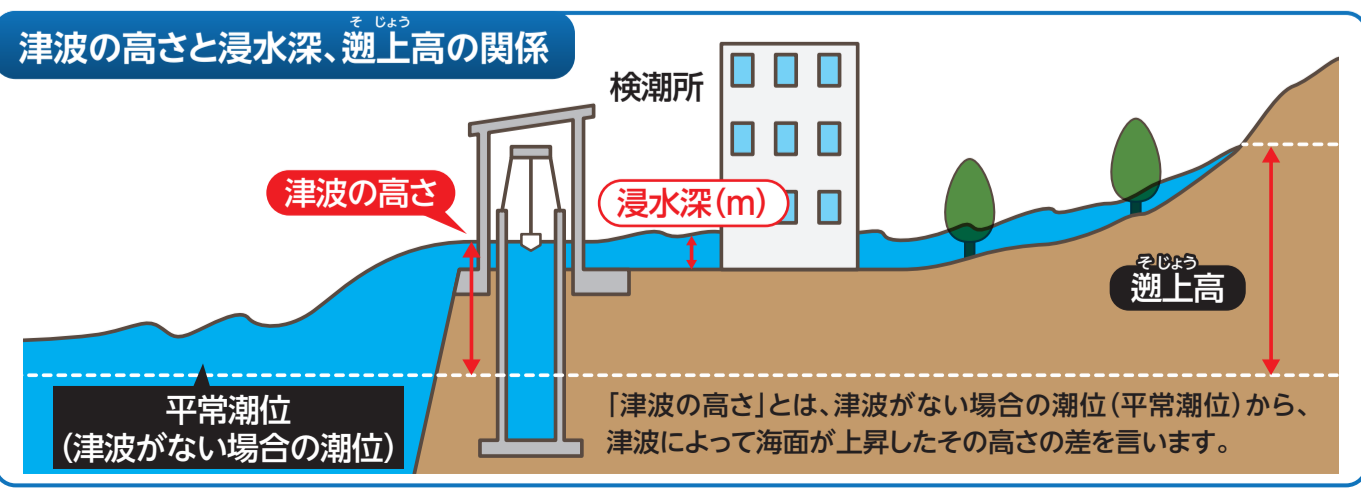 そじょう
津波の高さと浸水深、遡上高の関係
検潮所
津波の高さ
浸水深(m)
そじょう
遡上高
平常潮位
(津波がない場合の潮位)
「津波の高さ」とは、津波がない場合の潮位(平常潮位)から、
津波によって海面が上昇したその高さの差を言います。